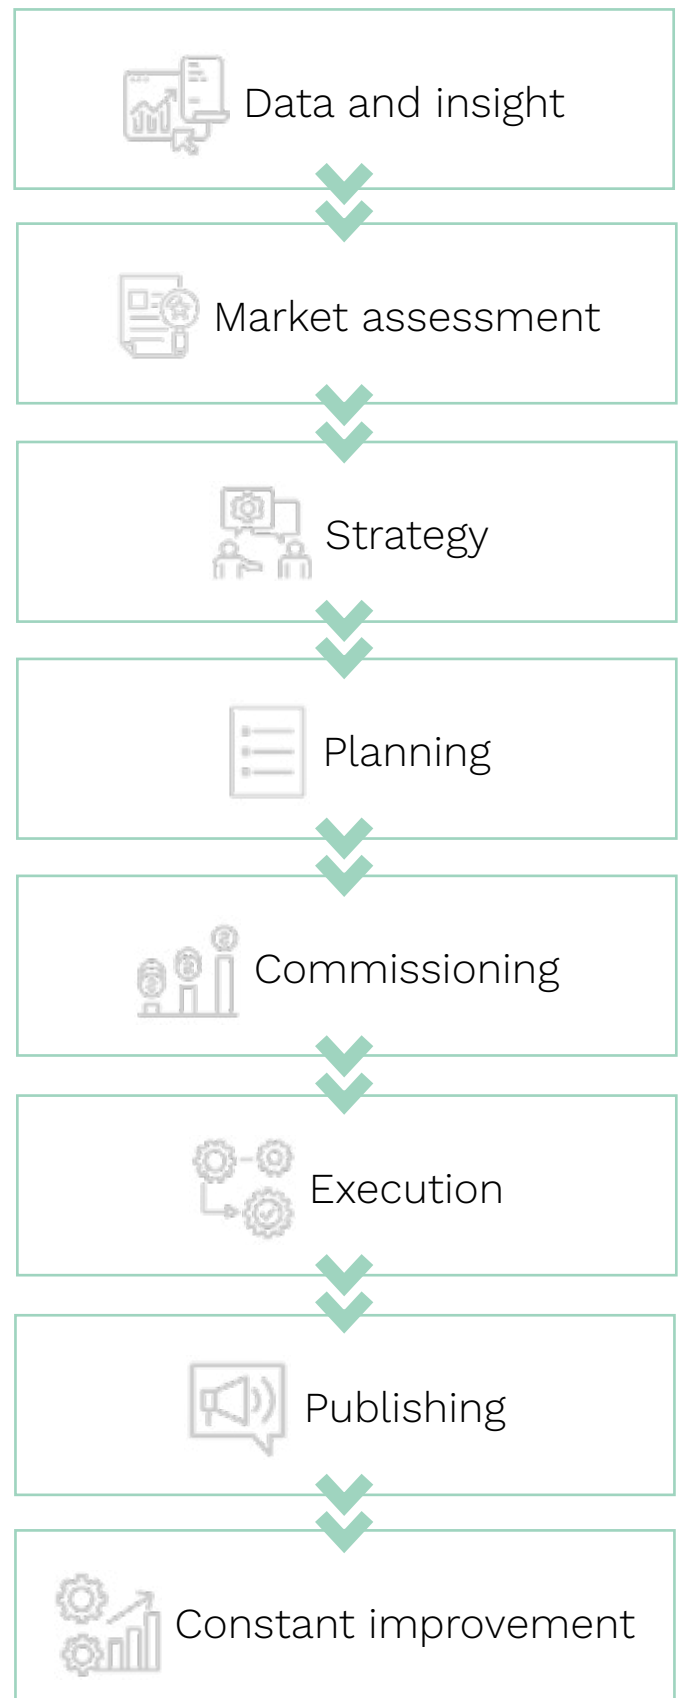 Data and insight
Market assessment
Strategy
Planning
Commissioning
Execution
Publishing
Constant improvement